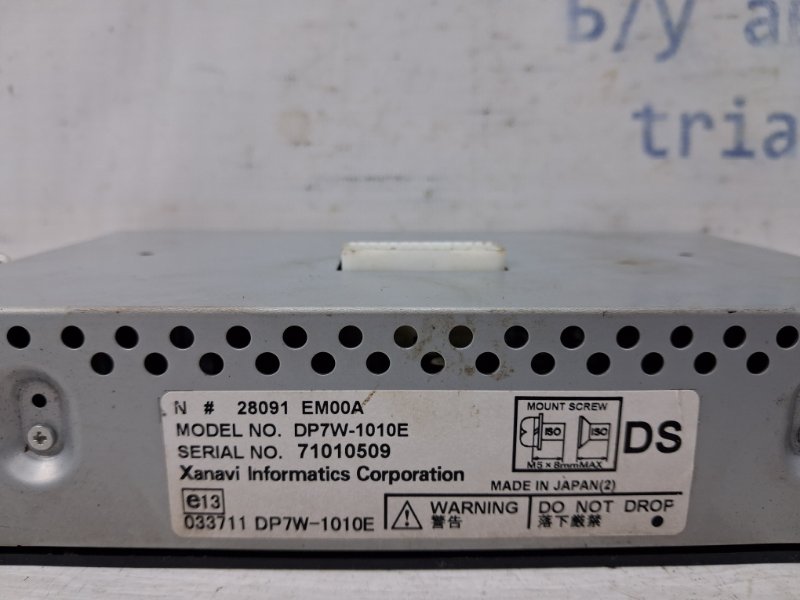 б/у а
tria
N # 28091 EM00A
MODEL NO. DP7W-1010E
SERIAL NO. 71010509
Xanavi Informatics Corporation
MOUNT SCREW
ISO ISO
M5×8mmMAX
DS
MADE IN JAPAN(2)
e13
033711 DP7W-1010E
WARNING
警告
DO NOT DROP
落下厳禁